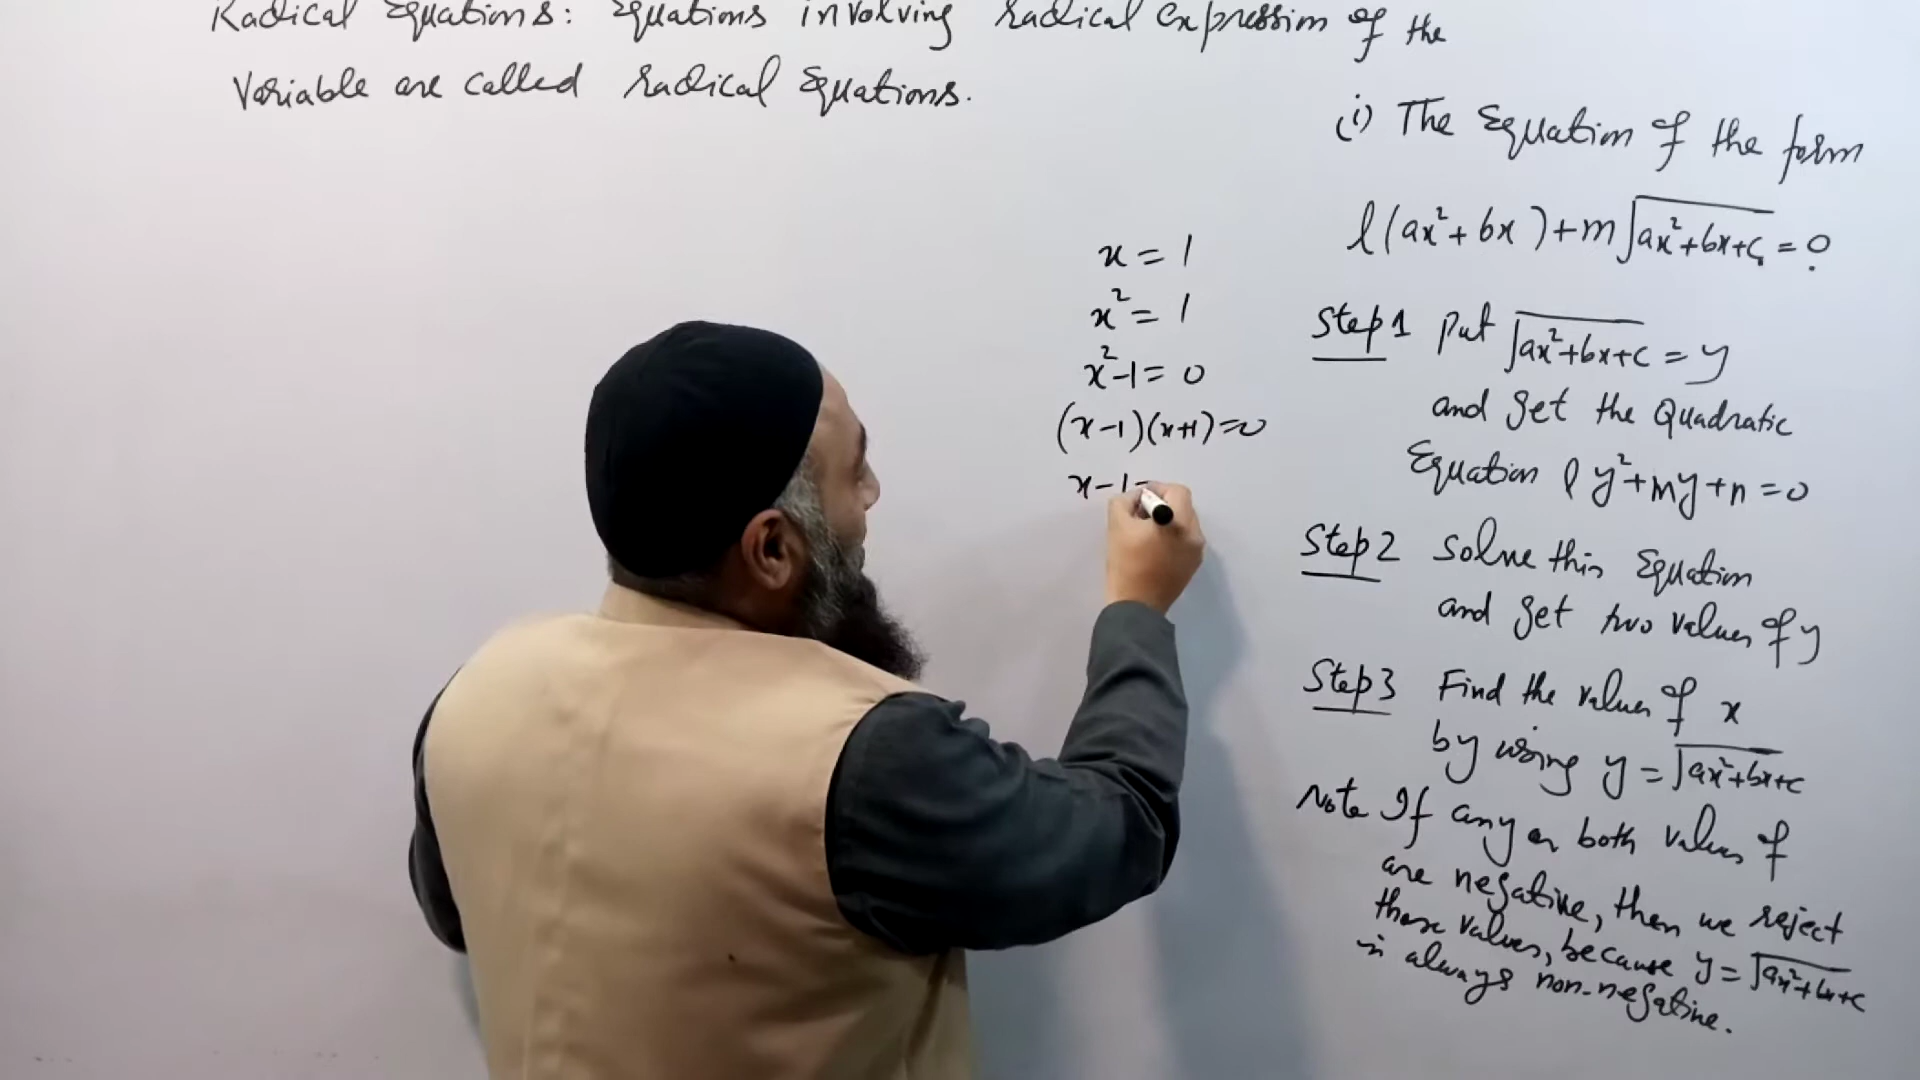 Radical Equations: Equations involving radical expression of the
Variable are called radical Equations.
x = 1
x² = 1
x²-1 = 0
(x-1)(x+1)=0
x-1=
(i) The Equation of the form
l(ax²+bx)+m√(ax²+bx+c) = 0
Step 1 Put √(ax²+bx+c) = y
and get the Quadratic
Equation ly²+my+n=0
Step 2 Solve this Equation
and get two values of y
Step 3 Find the values of x
by using y = √(ax²+bx+c)
Note If any or both values of
are negative, then we reject
those values, because y = √(ax²+bx+c)
is always non-negative.